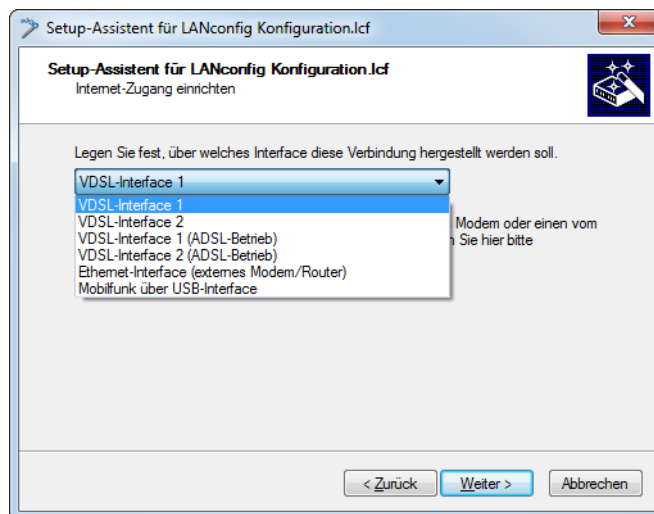 Setup-Assistent für LANconfig Konfiguration.lcf
Setup-Assistent für LANconfig Konfiguration.lcf
Internet-Zugang einrichten
Legen Sie fest, über welches Interface diese Verbindung hergestellt werden soll.
VDSL-Interface 1
VDSL-Interface 1
VDSL-Interface 2
Modem oder einen vom
VDSL-Interface 1 (ADSL-Betrieb)
Sie hier bitte
VDSL-Interface 2 (ADSL-Betrieb)
Ethernet-Interface (externes Modem/Router)
Mobilfunk über USB-Interface
< Zurück
Weiter >
Abbrechen